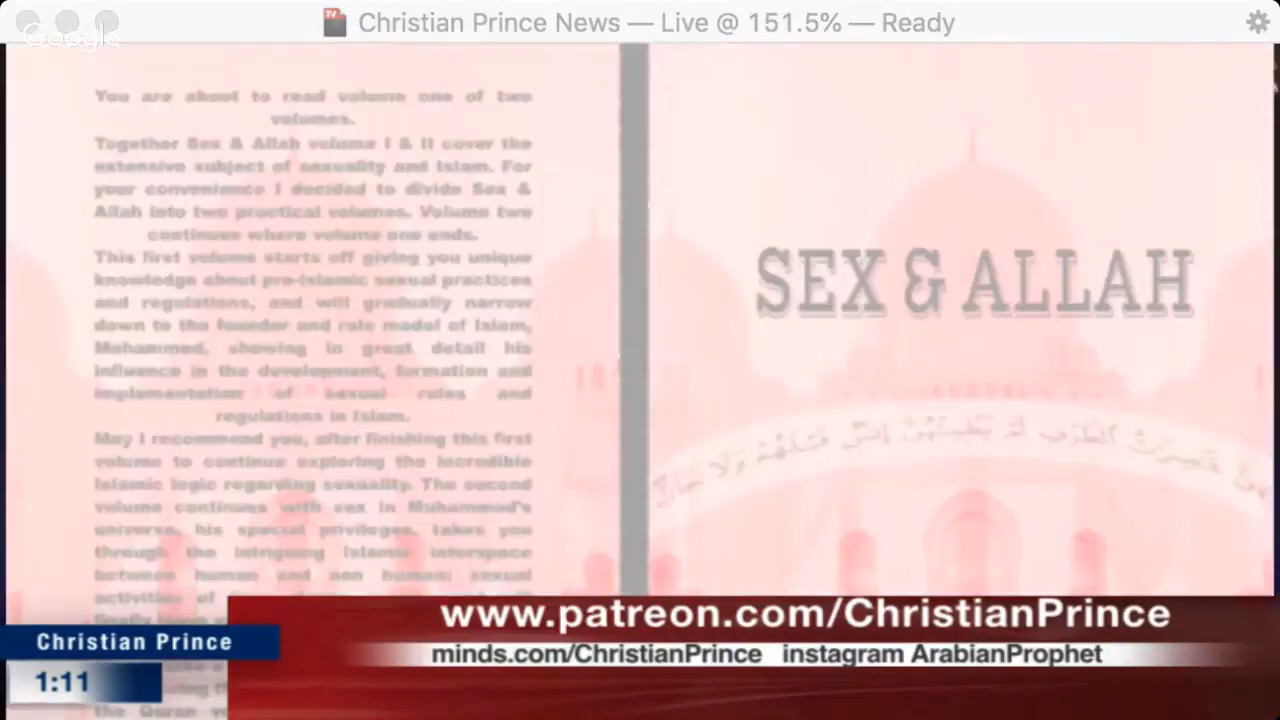 TV
Christian Prince News — Live @ 151.5% — Ready
Google
You are about to read volume one of two
volumes.
Together Sex & Allah volume I & II cover the
extensive subject of sexuality and Islam. For
your convenience I decided to divide Sex &
Allah into two practical volumes. Volume two
continues where volume one ends.
This first volume starts off giving you unique
knowledge about pre-Islamic sexual practices
and regulations, and will gradually narrow
down to the founder and role model of Islam,
Mohammed, showing in great detail his
influence in the development, formation and
implementation of sexual rules and
regulations in Islam.
May I recommend you, after finishing this first
volume to continue exploring the incredible
Islamic logic regarding sexuality. The second
volume continues with sex in Muhammad's
universe, his special privileges, takes you
through the intriguing Islamic interspace
between human and non human sexual
activities of
the Quran
SEX & ALLAH
www.patreon.com/ChristianPrince
minds.com/ChristianPrince instagram ArabianProphet
Christian Prince
1:11